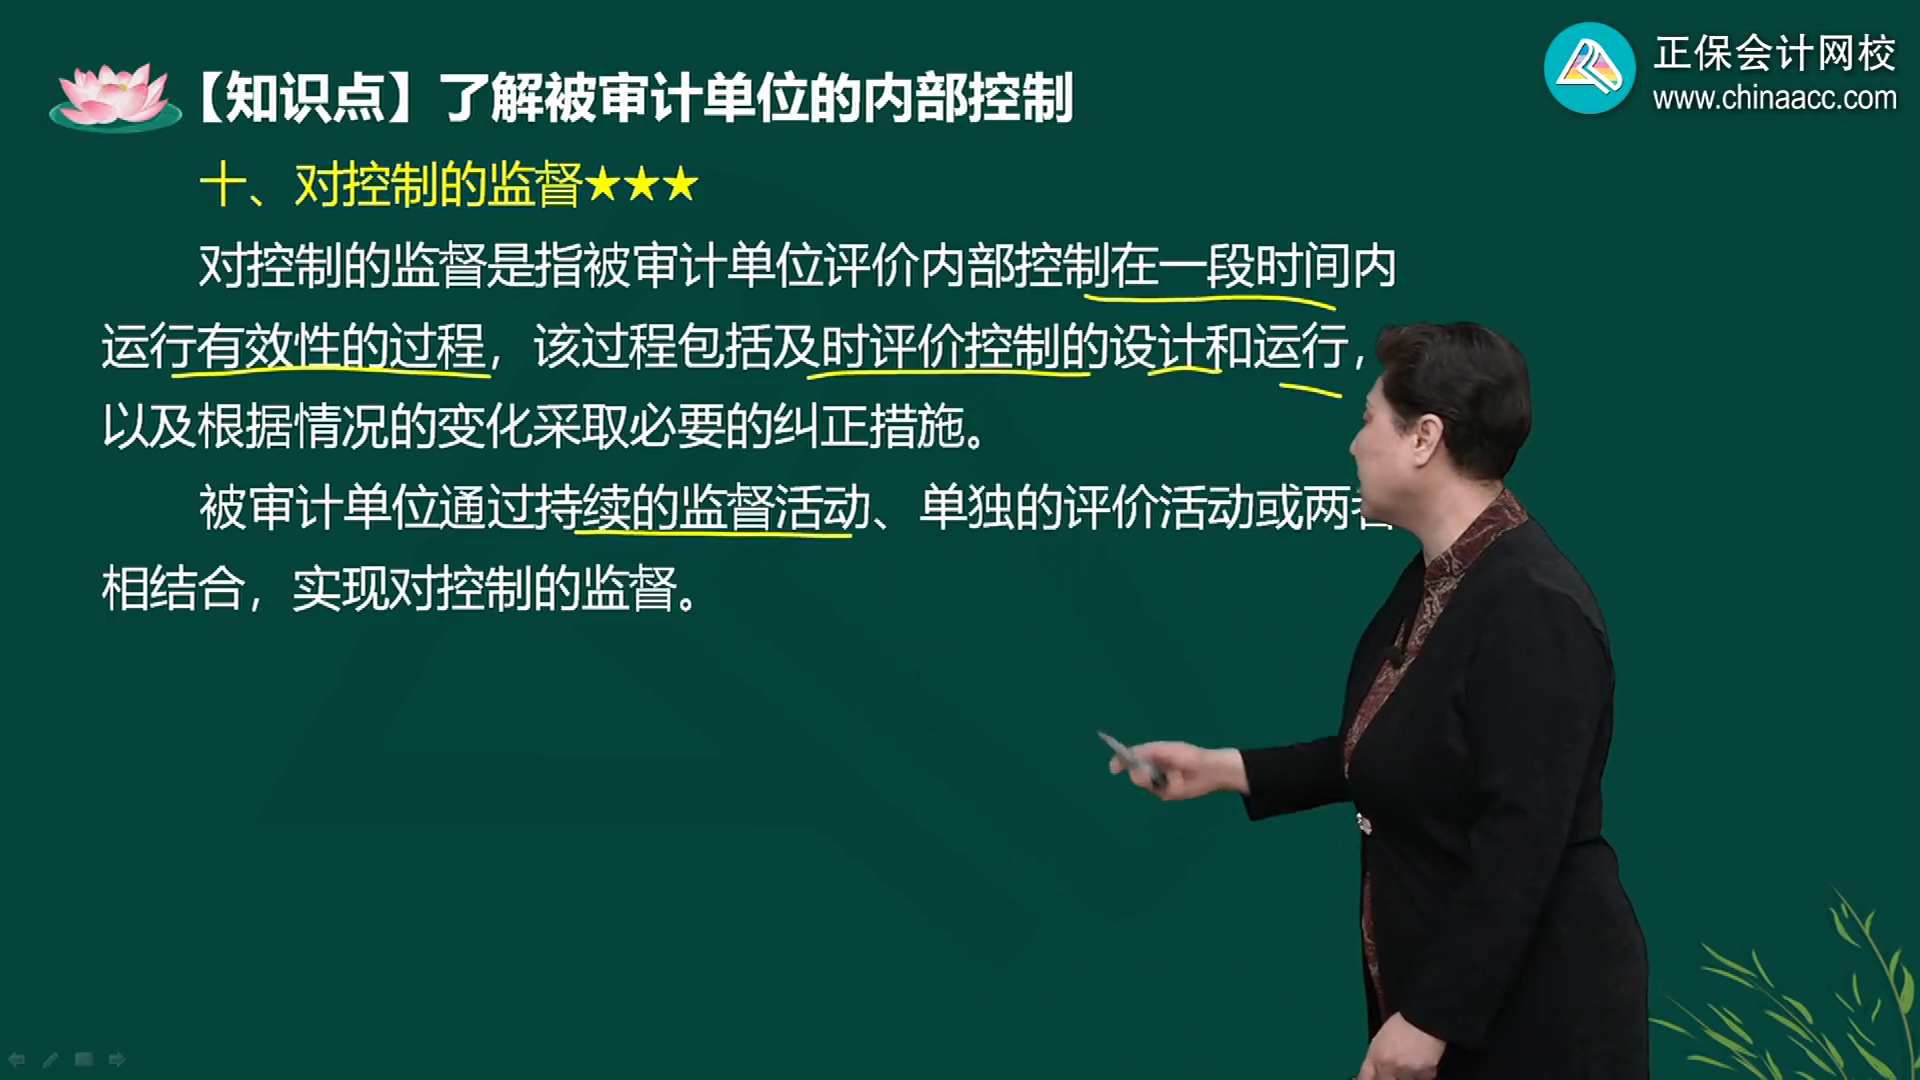 正保会计网校
www.chinaacc.com
【知识点】了解被审计单位的内部控制
十、对控制的监督★★★
对控制的监督是指被审计单位评价内部控制在一段时间内
运行有效性的过程，该过程包括及时评价控制的设计和运行，
以及根据情况的变化采取必要的纠正措施。
被审计单位通过持续的监督活动、单独的评价活动或两者
相结合，实现对控制的监督。